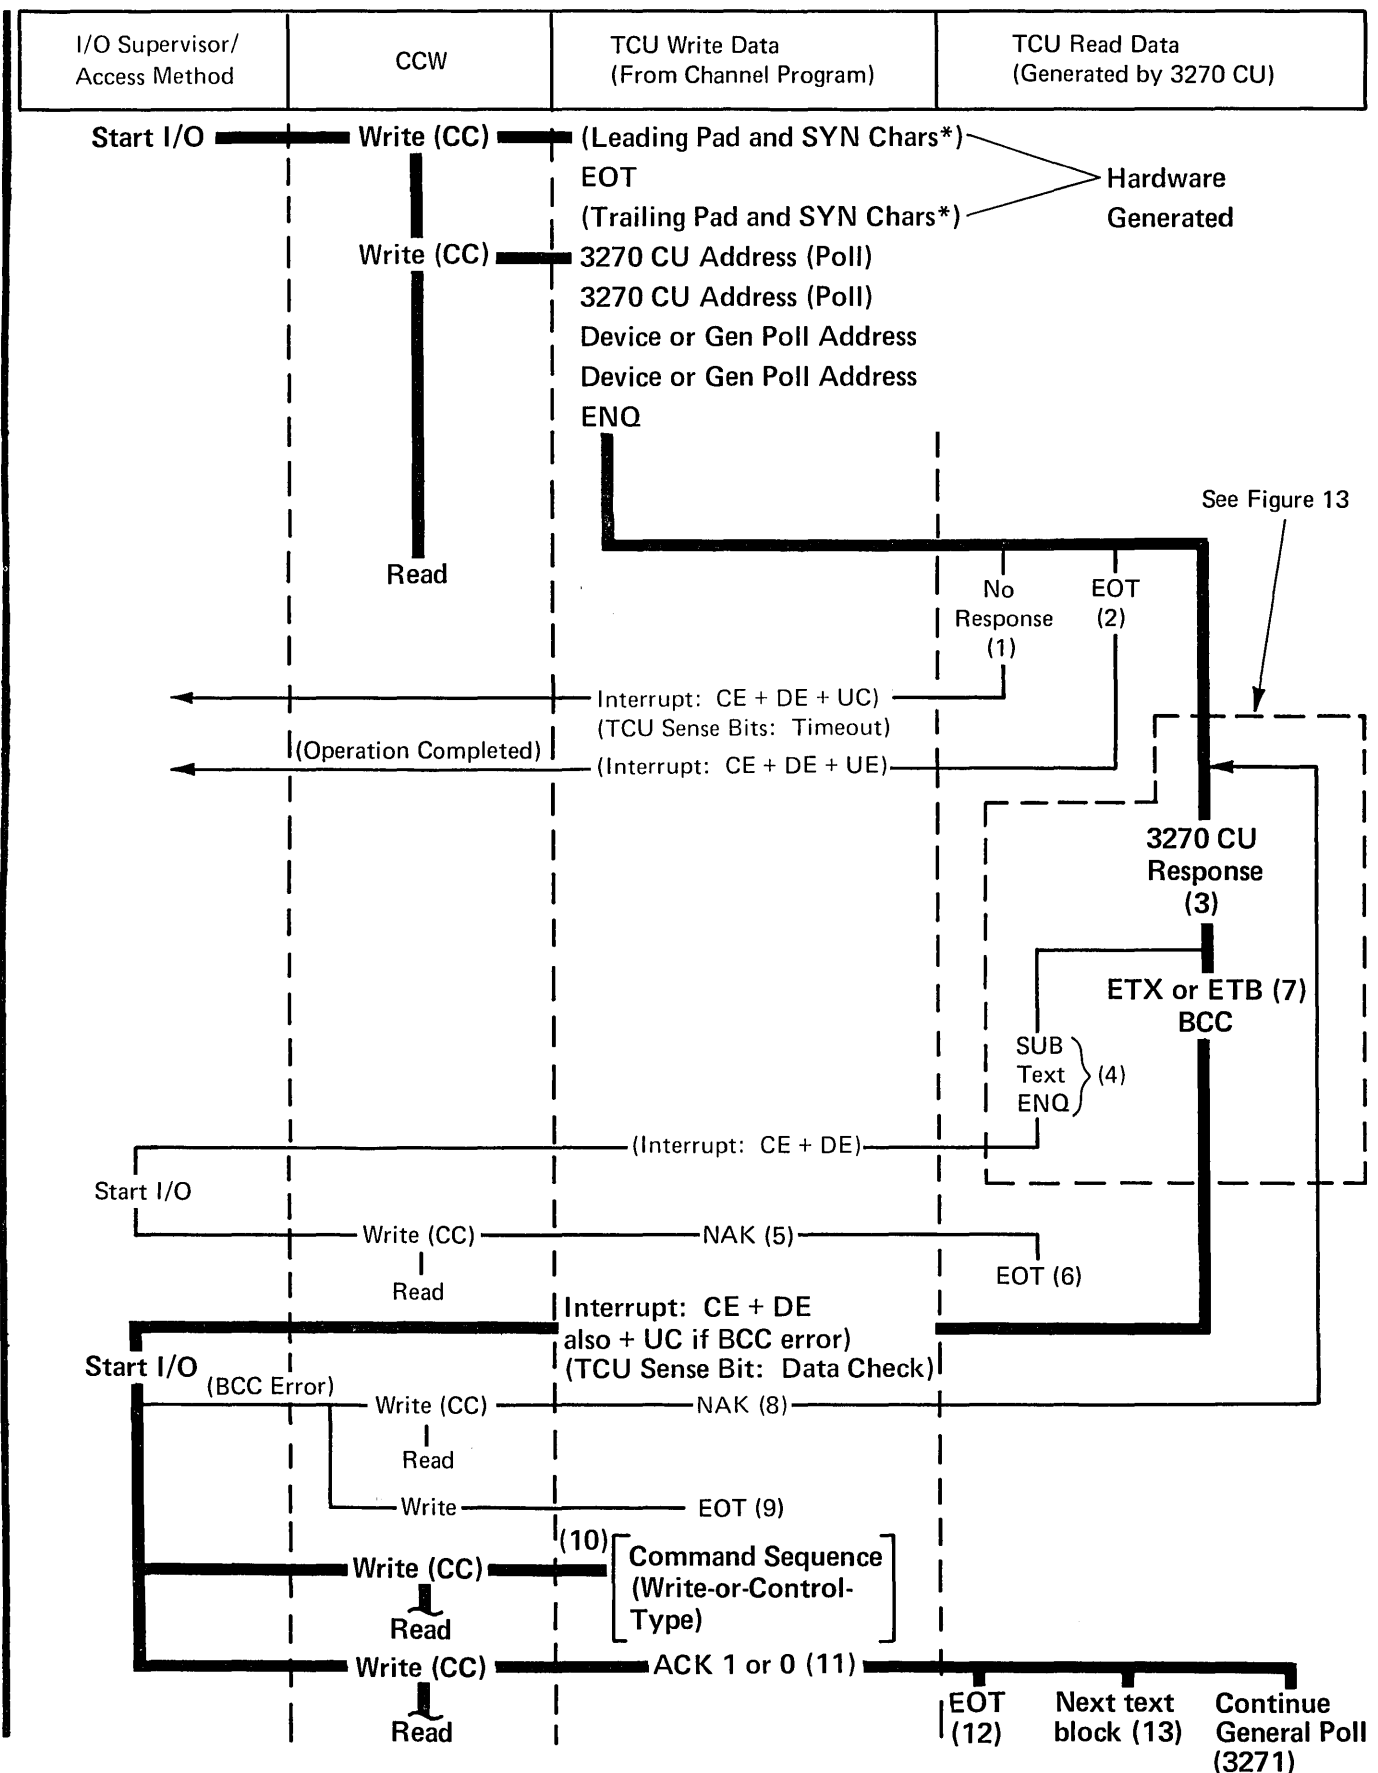 I/O Supervisor/
Access Method
CCW
TCU Write Data
(From Channel Program)
TCU Read Data
(Generated by 3270 CU)
Start I/O
Write (CC)
(Leading Pad and SYN Chars*)
EOT
(Trailing Pad and SYN Chars*)
Hardware
Generated
Write (CC)
3270 CU Address (Poll)
3270 CU Address (Poll)
Device or Gen Poll Address
Device or Gen Poll Address
ENQ
See Figure 13
Read
No
Response
(1)
EOT
(2)
Interrupt: CE + DE + UC)
(TCU Sense Bits: Timeout)
(Operation Completed)
(Interrupt: CE + DE + UE)
3270 CU
Response
(3)
ETX or ETB (7)
BCC
SUB
Text
ENQ
(4)
(Interrupt: CE + DE)
Start I/O
Write (CC)
NAK (5)
Read
EOT (6)
Interrupt: CE + DE
also + UC if BCC error)
(TCU Sense Bit: Data Check)
Start I/O
(BCC Error)
Write (CC)
NAK (8)
Read
Write
EOT (9)
(10)
Write (CC)
Command Sequence
(Write-or-Control-
Type)
Read
Write (CC)
ACK 1 or 0 (11)
Read
EOT
(12)
Next text
block (13)
Continue
General Poll
(3271)